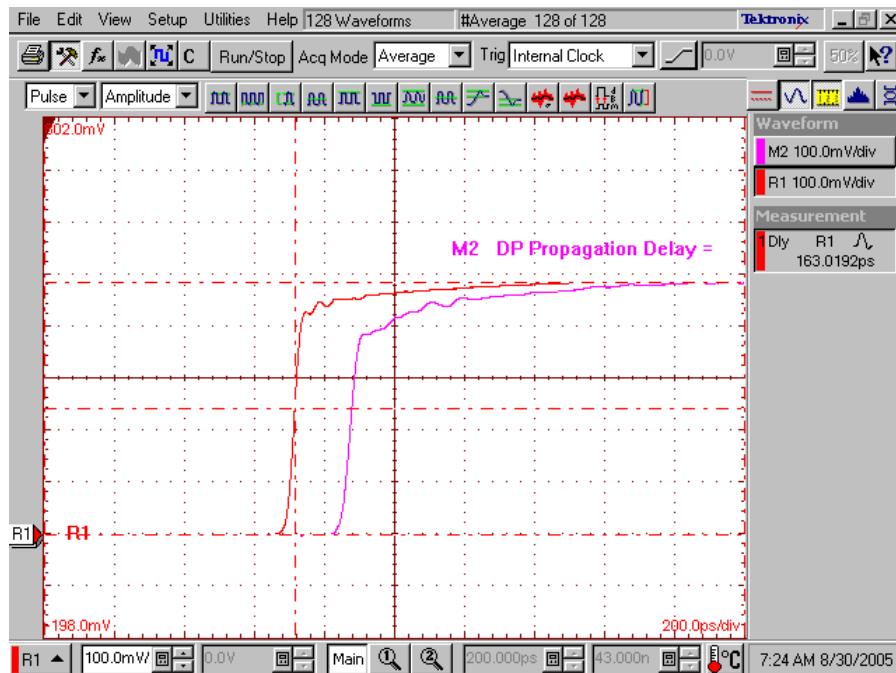 File Edit View Setup Utilities Help 128 Waveforms #Average 128 of 128 Tektronix
Run/Stop Acq Mode Average Trig Internal Clock 0.0V 50%
Pulse Amplitude
602.0mV
Waveform
M2 100.0mV/div
R1 100.0mV/div
Measurement
1 Dly R1
163.0192ps
M2 DP Propagation Delay =
R1 R1
-198.0mV 200.0ps/div
R1 100.0mV/ 0.0V Main 1 2 200.000ps 43.000n °C 7:24 AM 8/30/2005